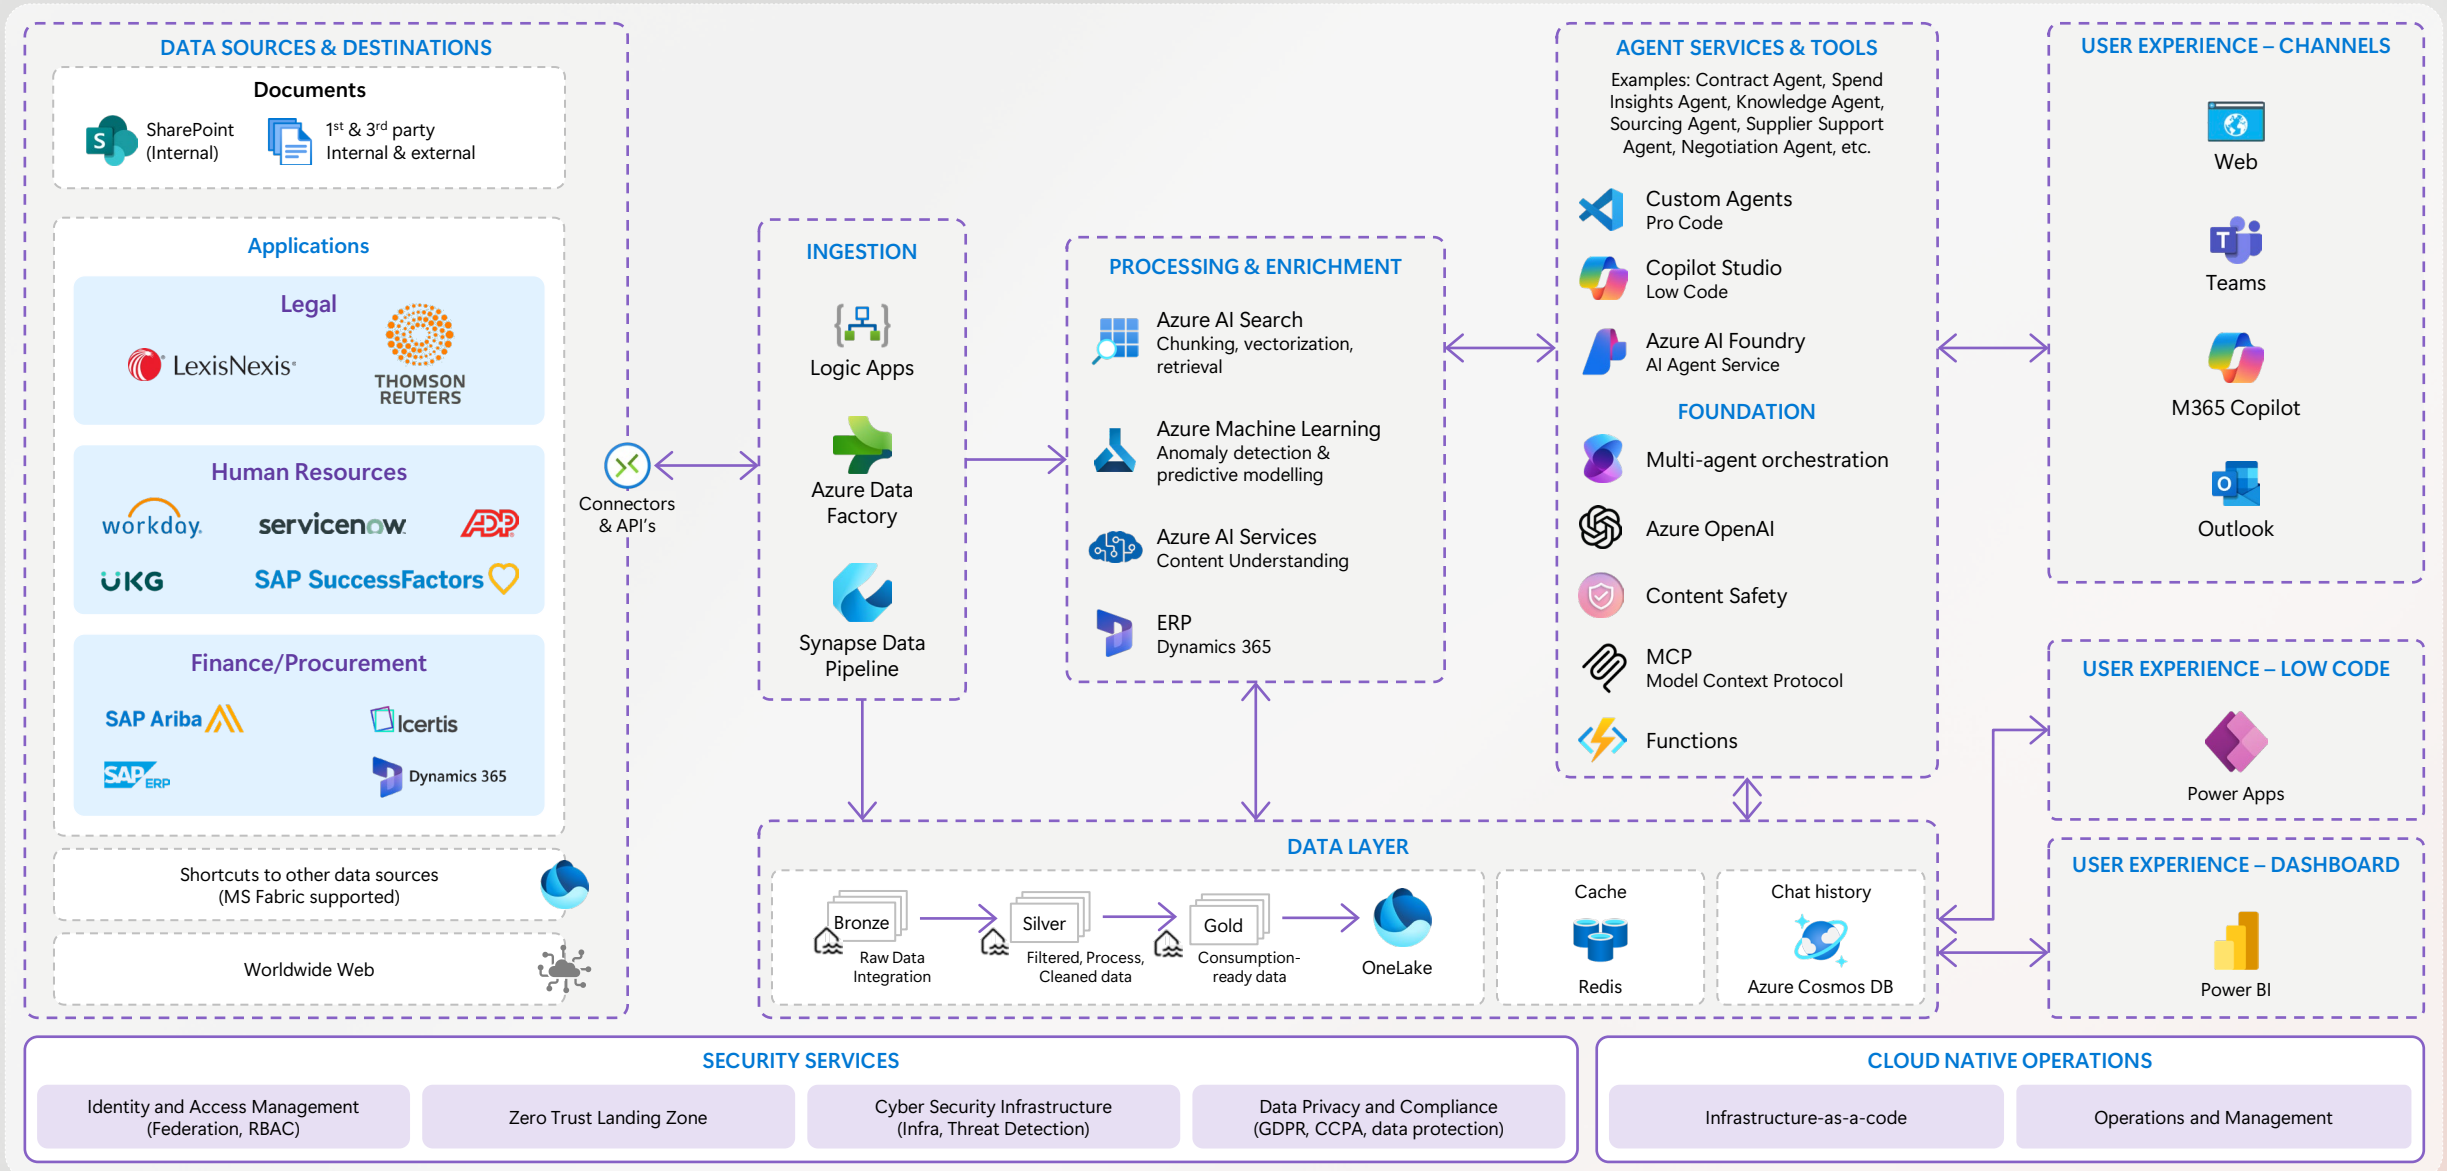 DATA SOURCES & DESTINATIONS
Documents
SharePoint
(Internal)
1st & 3rd party
Internal & external
Applications
Legal
LexisNexis®
THOMSON
REUTERS
Human Resources
workday.
servicenow.
ADP
UKG
SAP SuccessFactors
Finance/Procurement
SAP Ariba
Icertis
SAP ERP
Dynamics 365
Shortcuts to other data sources
(MS Fabric supported)
Worldwide Web
Connectors
& API’s
INGESTION
Logic Apps
Azure Data
Factory
Synapse Data
Pipeline
PROCESSING & ENRICHMENT
Azure AI Search
Chunking, vectorization,
retrieval
Azure Machine Learning
Anomaly detection &
predictive modelling
Azure AI Services
Content Understanding
ERP
Dynamics 365
AGENT SERVICES & TOOLS
Examples: Contract Agent, Spend
Insights Agent, Knowledge Agent,
Sourcing Agent, Supplier Support
Agent, Negotiation Agent, etc.
Custom Agents
Pro Code
Copilot Studio
Low Code
Azure AI Foundry
AI Agent Service
FOUNDATION
Multi-agent orchestration
Azure OpenAI
Content Safety
MCP
Model Context Protocol
Functions
USER EXPERIENCE – CHANNELS
Web
Teams
M365 Copilot
Outlook
USER EXPERIENCE – LOW CODE
Power Apps
USER EXPERIENCE – DASHBOARD
Power BI
DATA LAYER
Bronze
Raw Data
Integration
Silver
Filtered, Process,
Cleaned data
Gold
Consumption-
ready data
OneLake
Cache
Redis
Chat history
Azure Cosmos DB
SECURITY SERVICES
Identity and Access Management
(Federation, RBAC)
Zero Trust Landing Zone
Cyber Security Infrastructure
(Infra, Threat Detection)
Data Privacy and Compliance
(GDPR, CCPA, data protection)
CLOUD NATIVE OPERATIONS
Infrastructure-as-a-code
Operations and Management